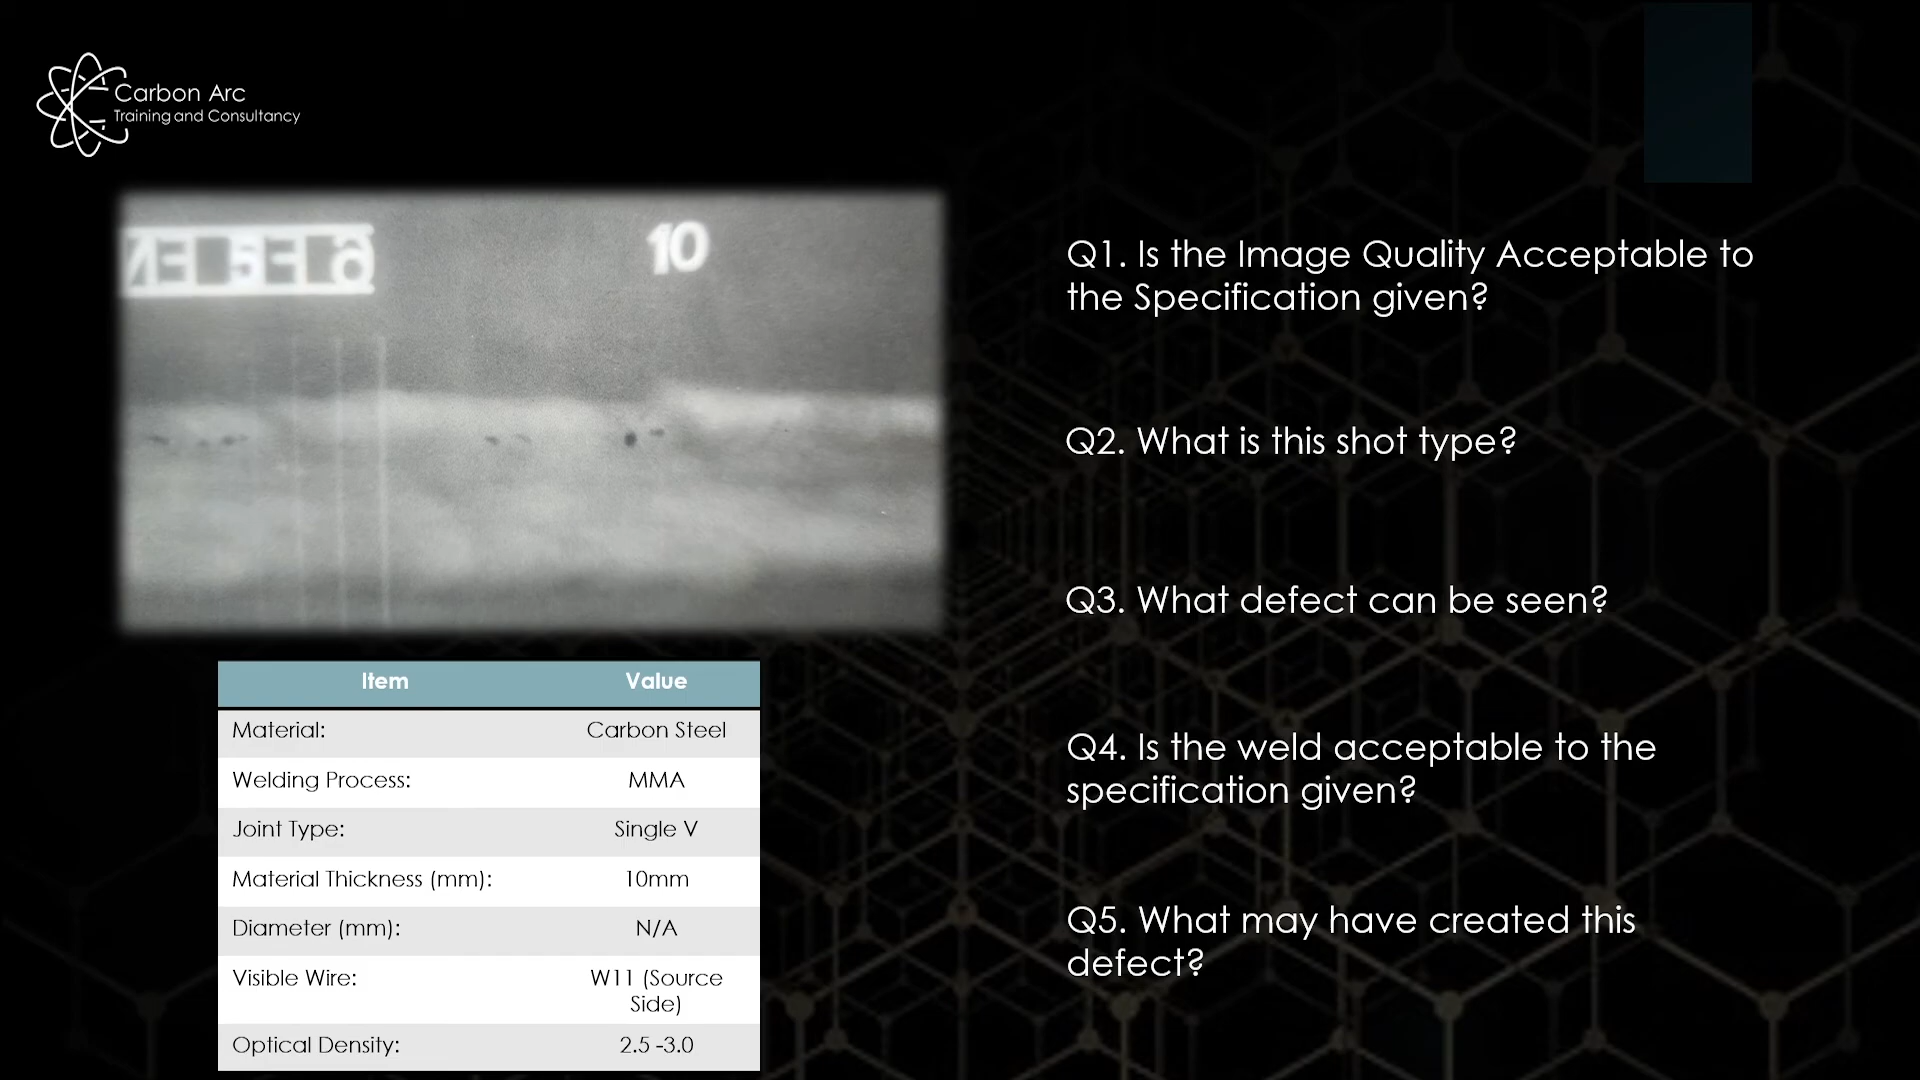 Carbon Arc
Training and Consultancy
10
Q1. Is the Image Quality Acceptable to
the Specification given?
Q2. What is this shot type?
Q3. What defect can be seen?
Q4. Is the weld acceptable to the
specification given?
Q5. What may have created this
defect?
Item Value
Material: Carbon Steel
Welding Process: MMA
Joint Type: Single V
Material Thickness (mm): 10mm
Diameter (mm): N/A
Visible Wire: W11 (Source
Side)
Optical Density: 2.5 -3.0